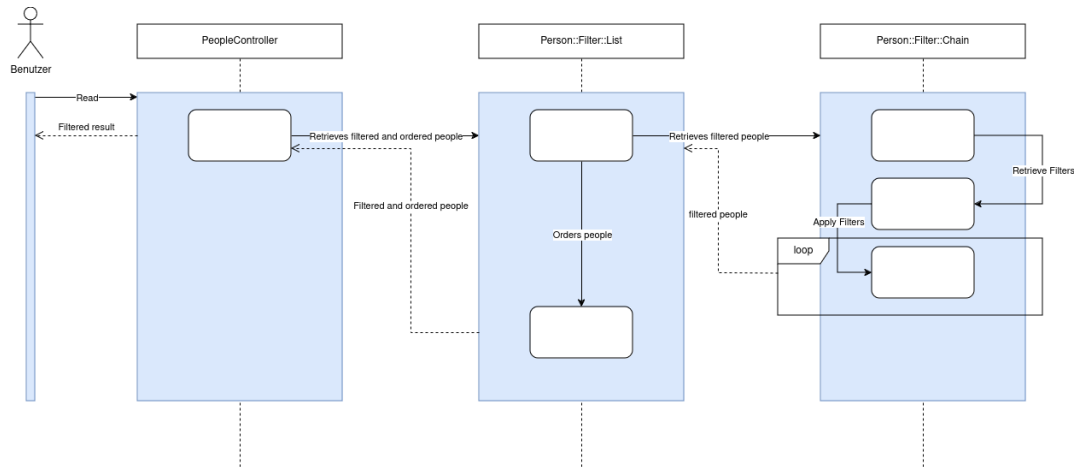 Benutzer
PeopleController
Person::Filter::List
Person::Filter::Chain
Read
Filtered result
Retrieves filtered and ordered people
Retrieves filtered people
Retrieve Filters
Filtered and ordered people
filtered people
Apply Filters
Orders people
loop